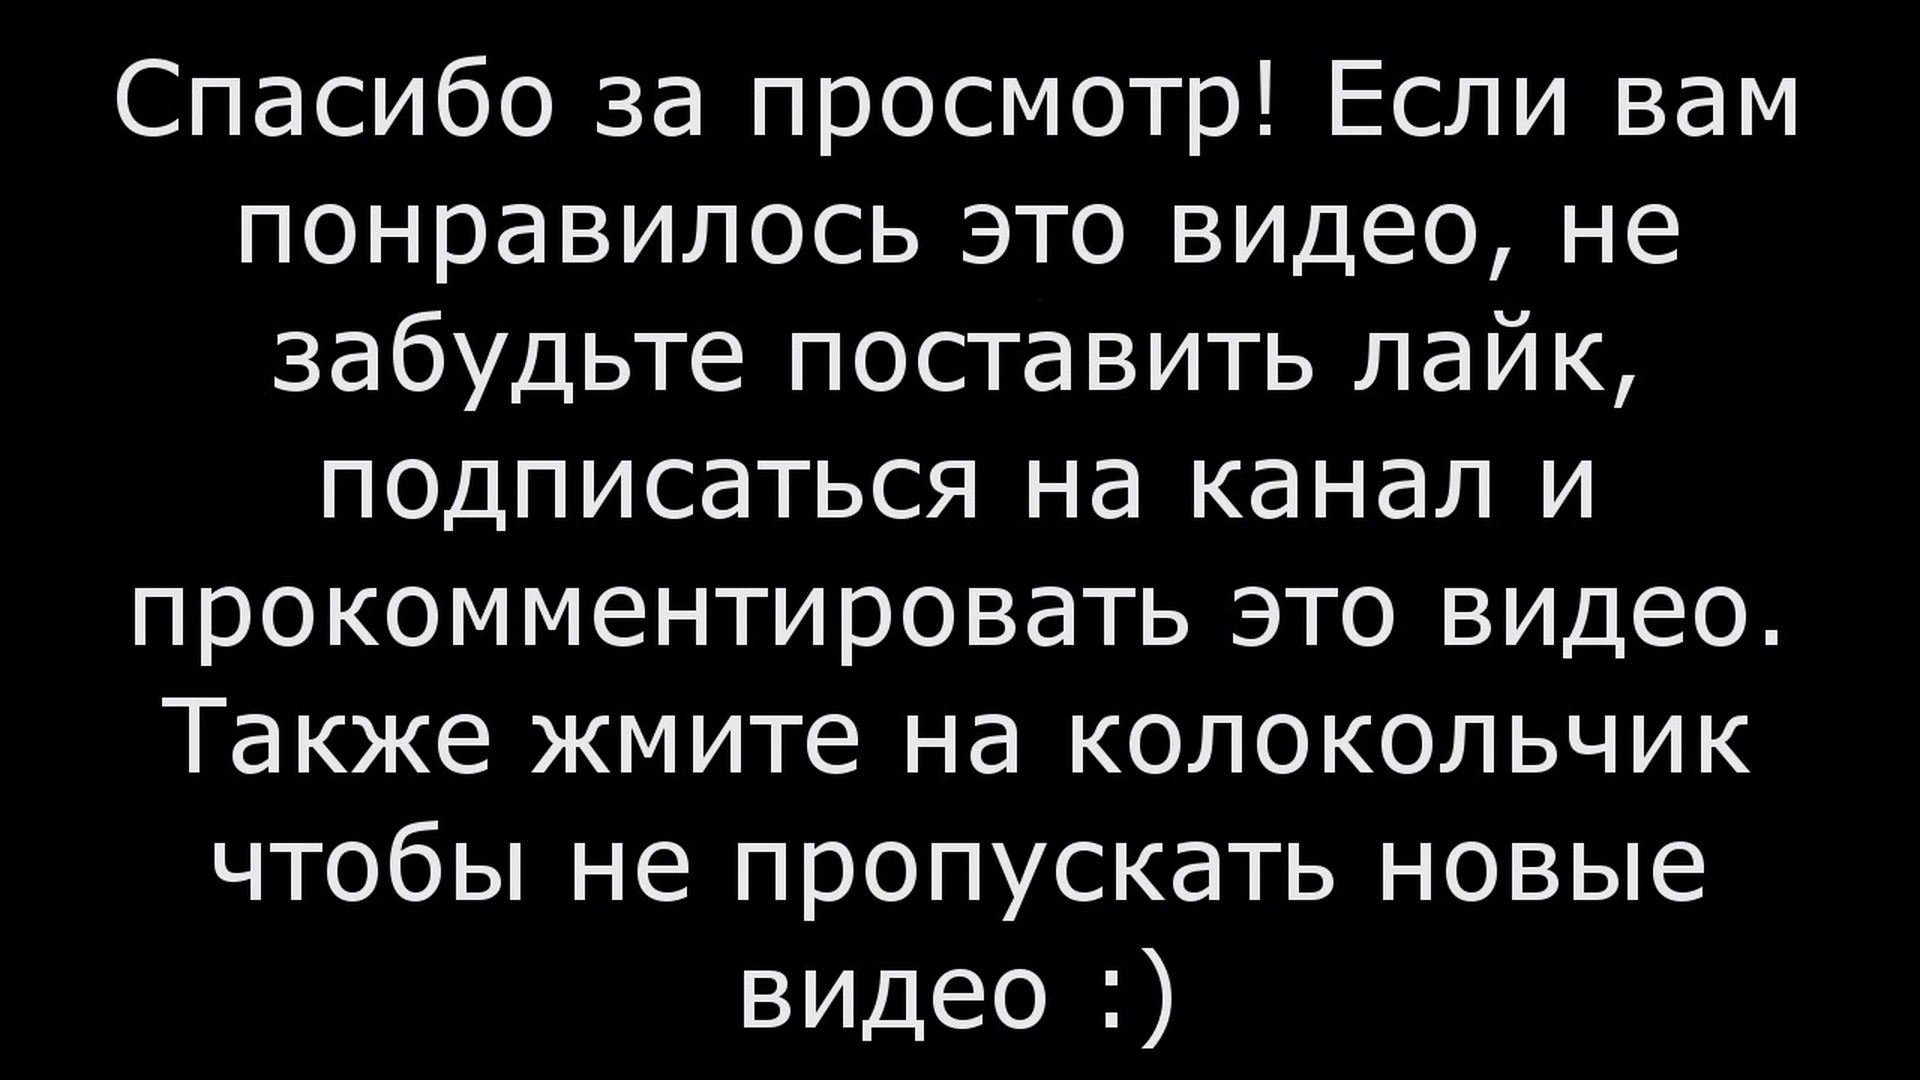 Спасибо за просмотр! Если вам
понравилось это видео, не
забудьте поставить лайк,
подписаться на канал и
прокомментировать это видео.
Также жмите на колокольчик
чтобы не пропускать новые
видео :)